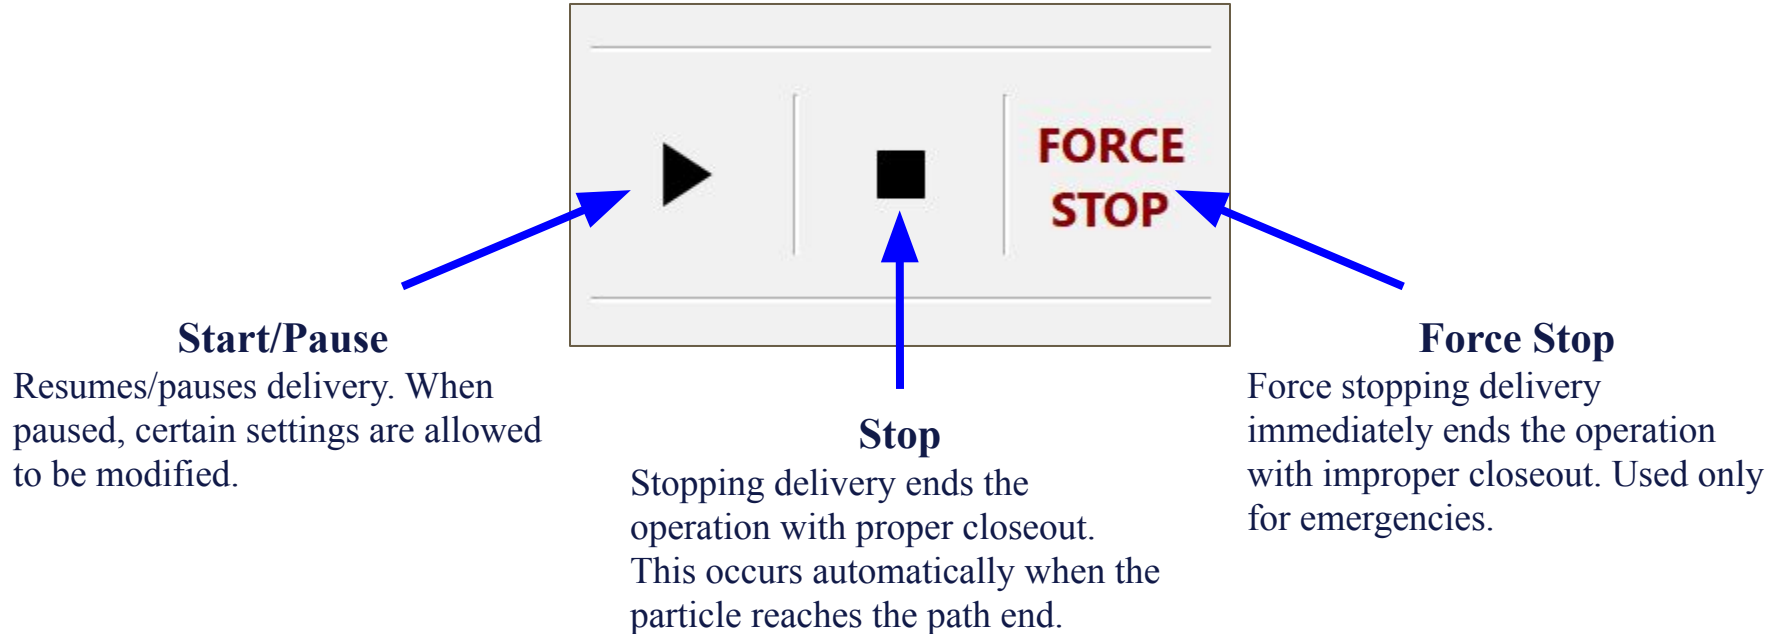 FORCE
STOP
Start/Pause
Resumes/pauses delivery. When
paused, certain settings are allowed
to be modified.
Stop
Stopping delivery ends the
operation with proper closeout.
This occurs automatically when the
particle reaches the path end.
Force Stop
Force stopping delivery
immediately ends the operation
with improper closeout. Used only
for emergencies.